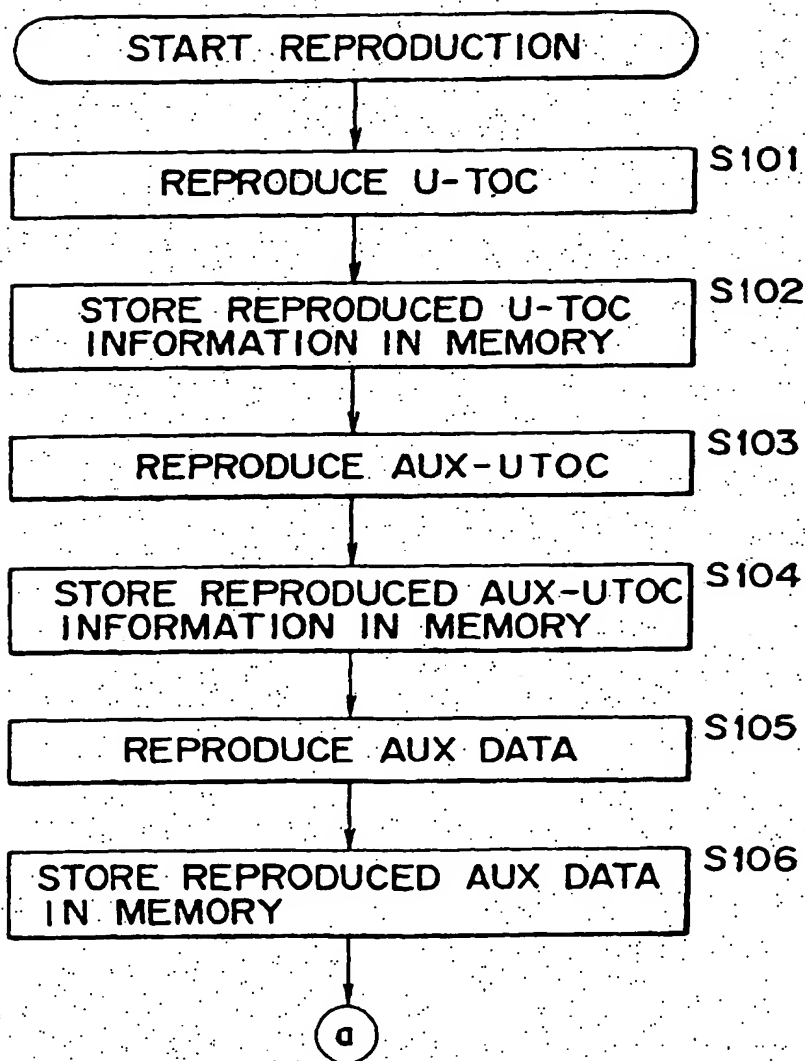 START REPRODUCTION
REPRODUCE U-TOC
S101
STORE REPRODUCED U-TOC
INFORMATION IN MEMORY
S102
REPRODUCE AUX-UTOC
S103
STORE REPRODUCED AUX-UTOC
INFORMATION IN MEMORY
S104
REPRODUCE AUX DATA
S105
STORE REPRODUCED AUX DATA
IN MEMORY
S106
a